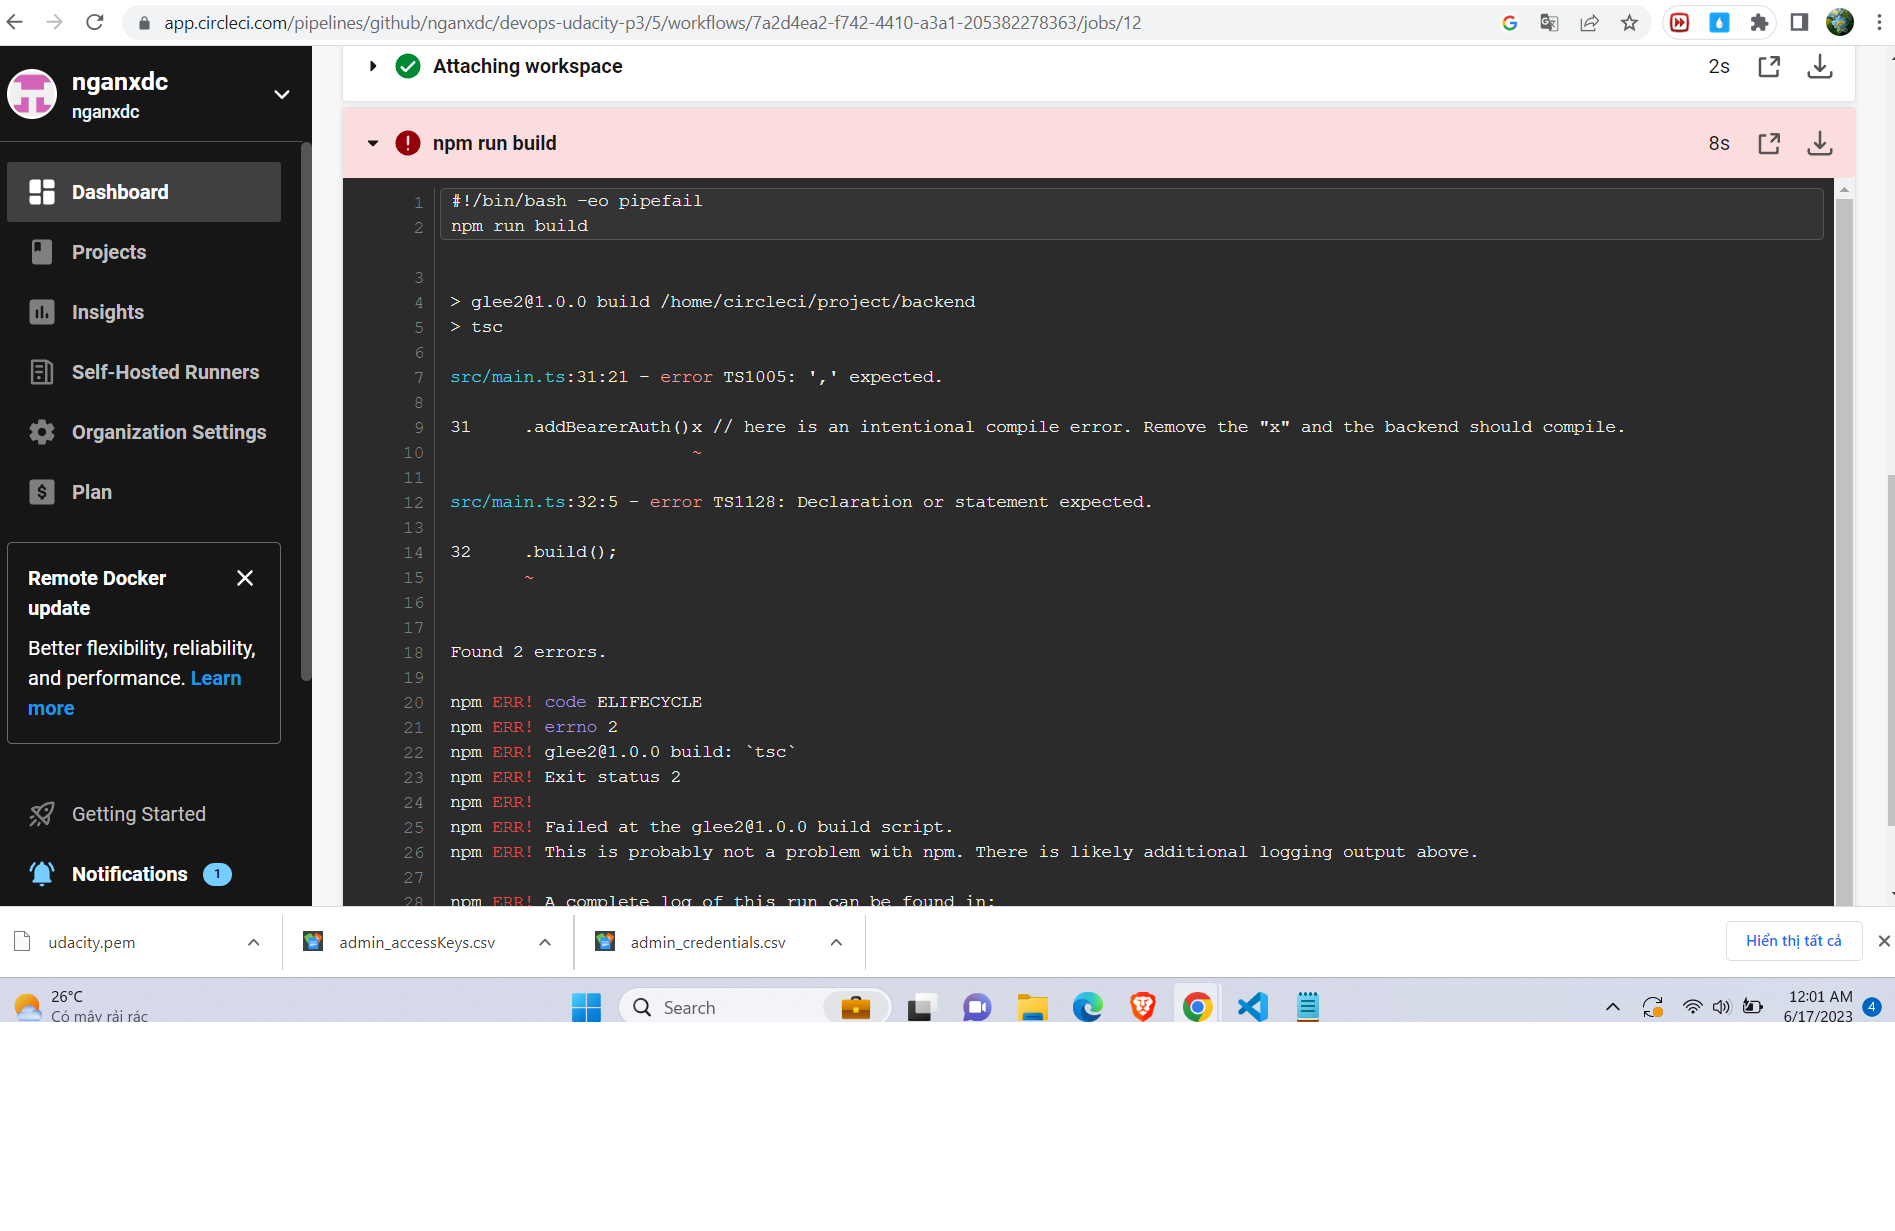 app.circleci.com/pipelines/github/nganxdc/devops-udacity-p3/5/workflows/7a2d4ea2-f742-4410-a3a1-205382278363/jobs/12
nganxdc
nganxdc
Dashboard
Projects
Insights
Self-Hosted Runners
Organization Settings
Plan
Remote Docker
update
Better flexibility, reliability,
and performance. Learn
more
Getting Started
Notifications 1
Attaching workspace 2s
npm run build 8s
1 #!/bin/bash -eo pipefail
2 npm run build
3
4 > glee2@1.0.0 build /home/circleci/project/backend
5 > tsc
6
7 src/main.ts:31:21 - error TS1005: ',' expected.
8
9 31 .addBearerAuth()x // here is an intentional compile error. Remove the "x" and the backend should compile.
10 ~
11
12 src/main.ts:32:5 - error TS1128: Declaration or statement expected.
13
14 32 .build();
15 ~
16
17
18 Found 2 errors.
19
20 npm ERR! code ELIFECYCLE
21 npm ERR! errno 2
22 npm ERR! glee2@1.0.0 build: `tsc`
23 npm ERR! Exit status 2
24 npm ERR!
25 npm ERR! Failed at the glee2@1.0.0 build script.
26 npm ERR! This is probably not a problem with npm. There is likely additional logging output above.
27
28 npm ERR! A complete log of this run can be found in:
udacity.pem
admin_accessKeys.csv
admin_credentials.csv
Hiển thị tất cả
26°C
Có mây rải rác
Search
12:01 AM
6/17/2023
4